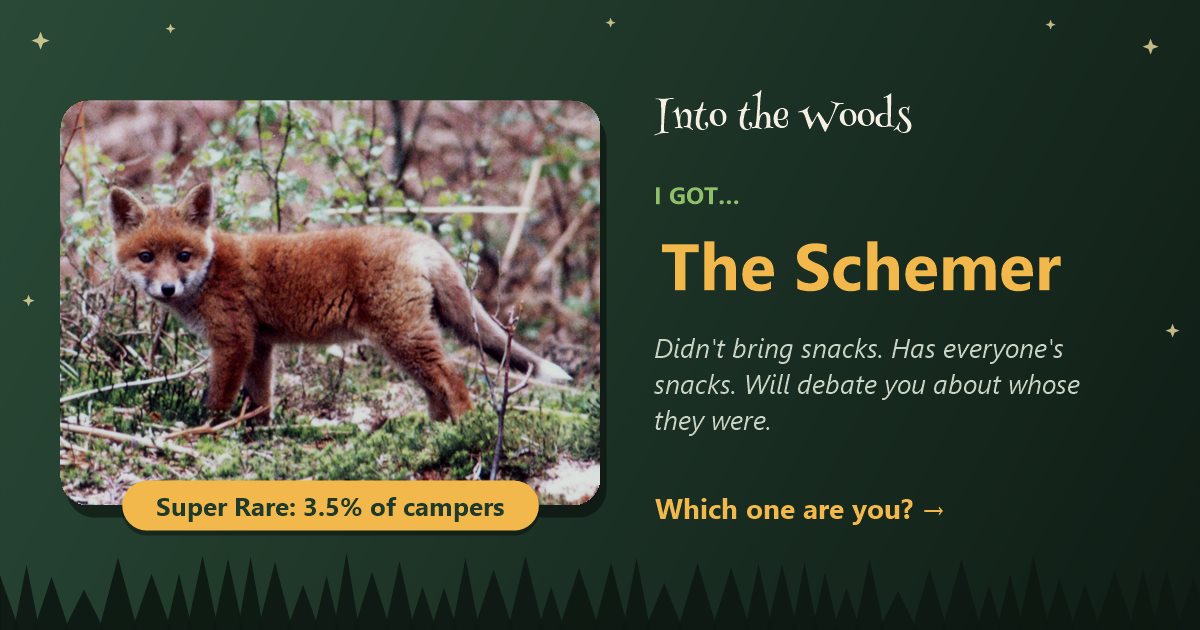 Into the Woods
I GOT...
The Schemer
Didn't bring snacks. Has everyone's
snacks. Will debate you about whose
they were.
Super Rare: 3.5% of campers
Which one are you? →